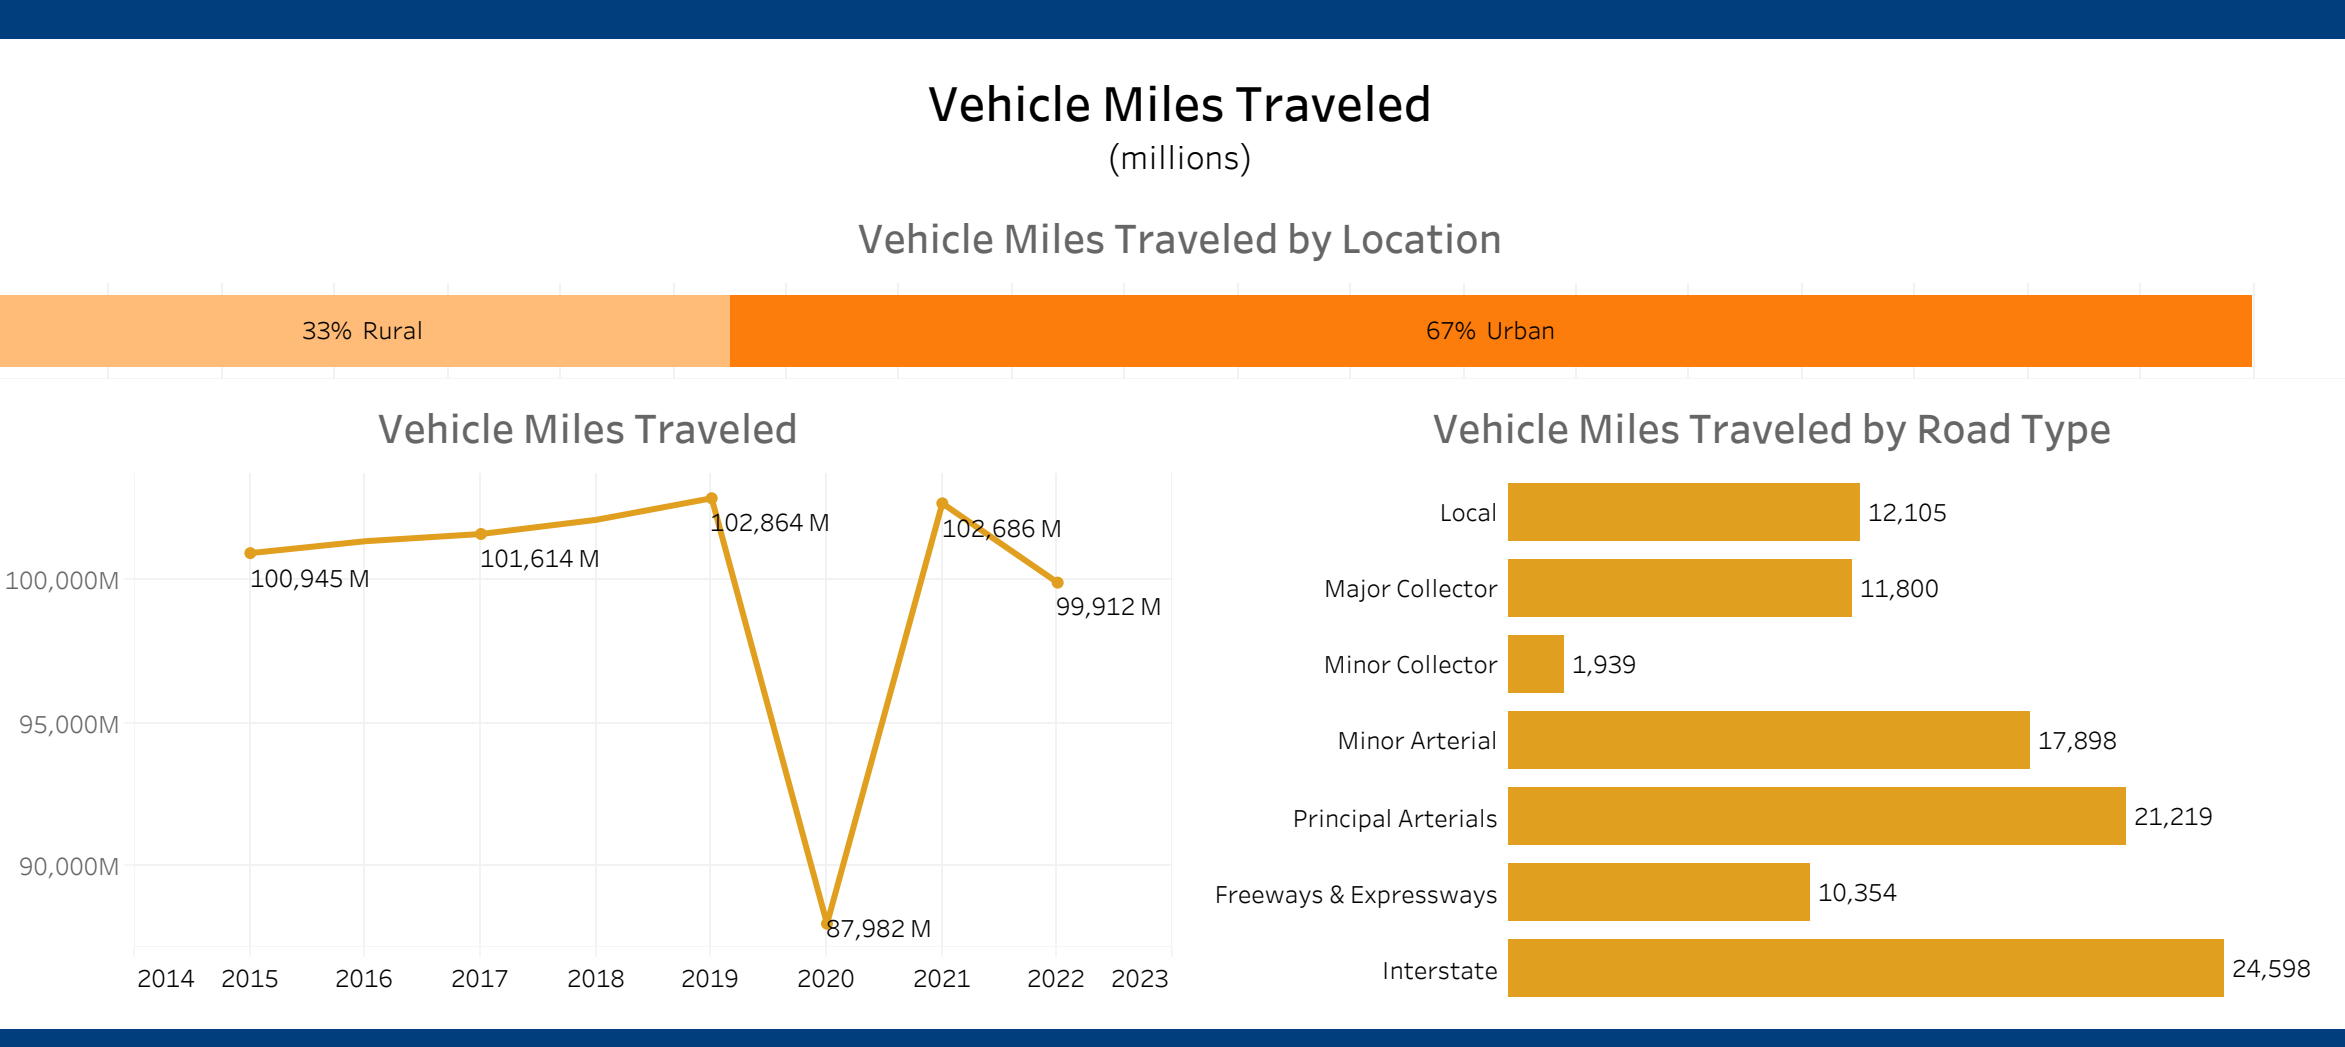 Vehicle Miles Traveled
(millions)
Vehicle Miles Traveled by Location
33% Rural
67% Urban
Vehicle Miles Traveled
102,864 M
102,686 M
101,614 M
100,945 M
100,000M
99,912 M
95,000M
90,000M
87,982 M
2014 2015 2016 2017 2018 2019 2020 2021 2022 2023
Vehicle Miles Traveled by Road Type
Local 12,105
Major Collector 11,800
Minor Collector 1,939
Minor Arterial 17,898
Principal Arterials 21,219
Freeways & Expressways 10,354
Interstate 24,598